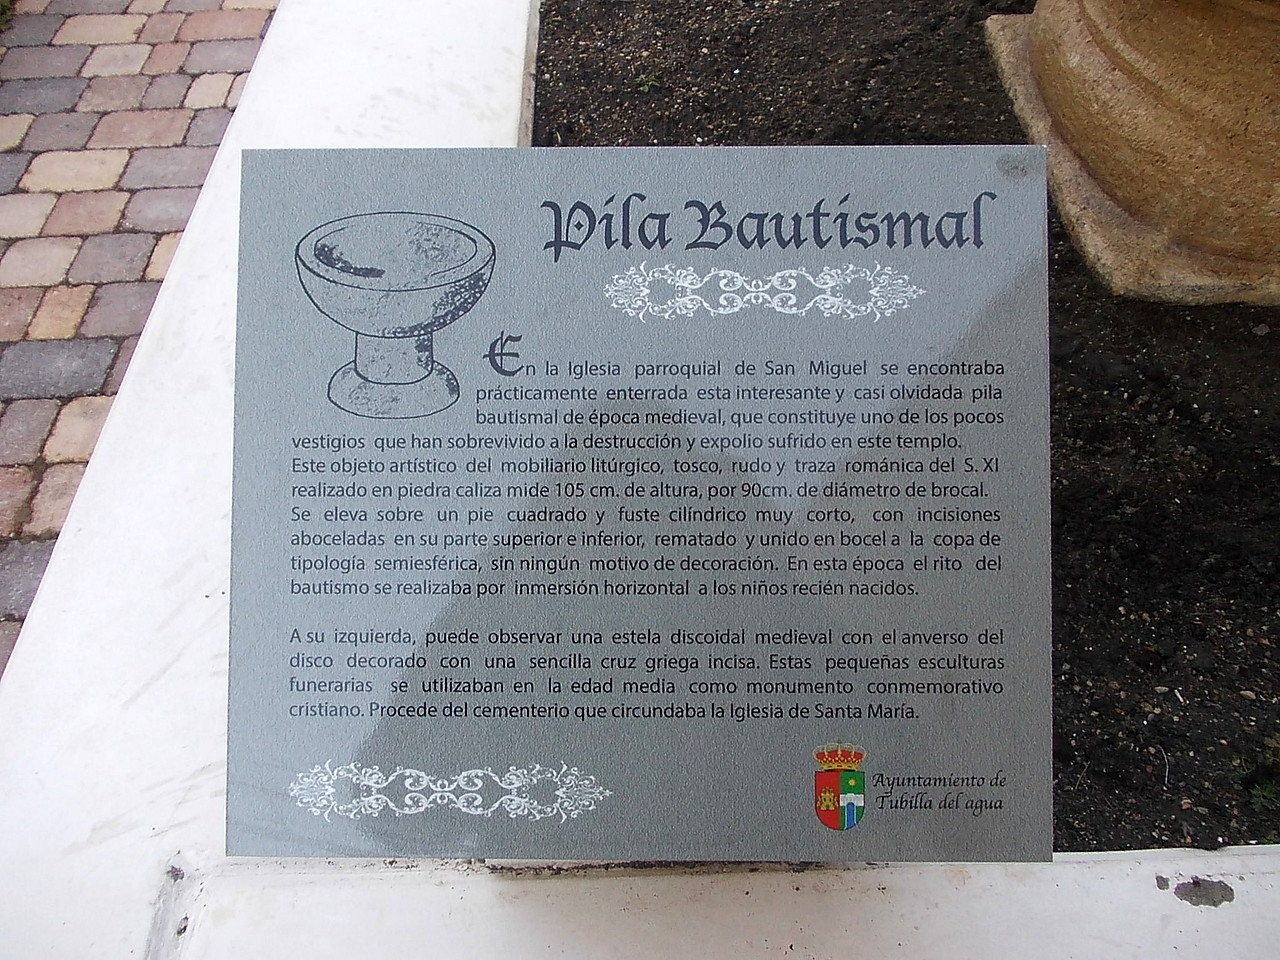 Pila Bautismal
En la Iglesia parroquial de San Miguel se encontraba
prácticamente enterrada esta interesante y casi olvidada pila
bautismal de época medieval, que constituye uno de los pocos
vestigios que han sobrevivido a la destrucción y expolio sufrido en este templo.
Este objeto artístico del mobiliario litúrgico, tosco, rudo y traza románica del S. XI
realizado en piedra caliza mide 105 cm. de altura, por 90cm. de diámetro de brocal.
Se eleva sobre un pie cuadrado y fuste cilíndrico muy corto, con incisiones
aboceladas en su parte superior e inferior, rematado y unido en bocel a la copa de
tipología semiesférica, sin ningún motivo de decoración. En esta época el rito del
bautismo se realizaba por inmersión horizontal a los niños recién nacidos.
A su izquierda, puede observar una estela discoidal medieval con el anverso del
disco decorado con una sencilla cruz griega incisa. Estas pequeñas esculturas
funerarias se utilizaban en la edad media como monumento conmemorativo
cristiano. Procede del cementerio que circundaba la Iglesia de Santa María.
Ayuntamiento de
Tubilla del agua